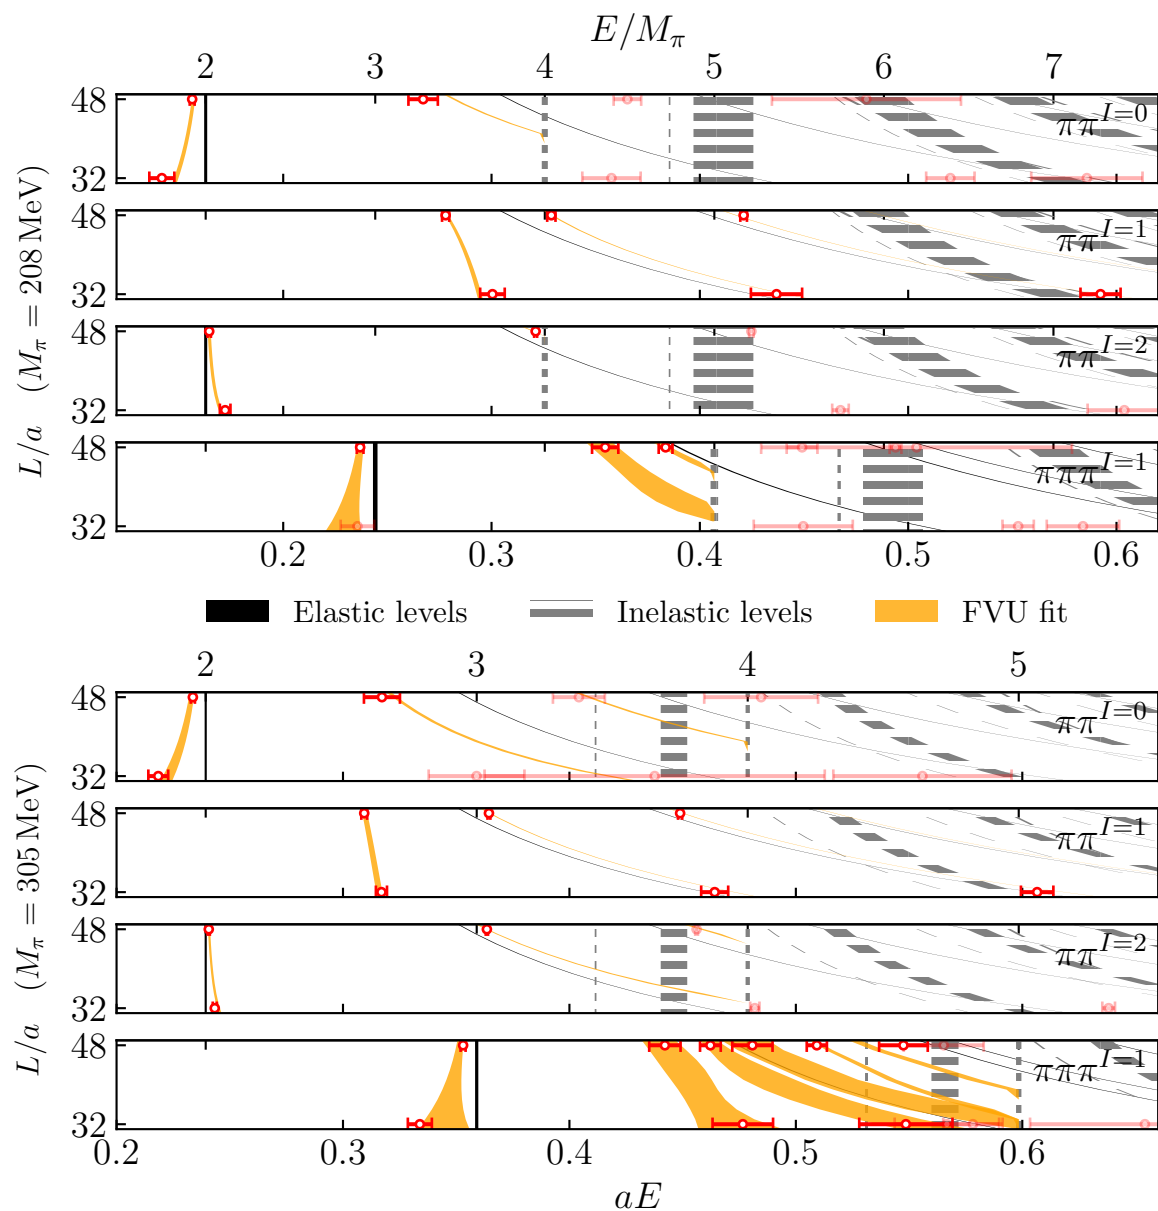 E/M_π
2 3 4 5 6 7
48 ππ^{I=0}
32
48 ππ^{I=1}
32
48 ππ^{I=2}
32
48 πππ^{I=1}
32
L/a (M_π = 208 MeV)
0.2 0.3 0.4 0.5 0.6
Elastic levels Inelastic levels FVU fit
2 3 4 5
48 ππ^{I=0}
32
48 ππ^{I=1}
32
48 ππ^{I=2}
32
48 πππ^{I=1}
32
L/a (M_π = 305 MeV)
0.2 0.3 0.4 0.5 0.6
aE